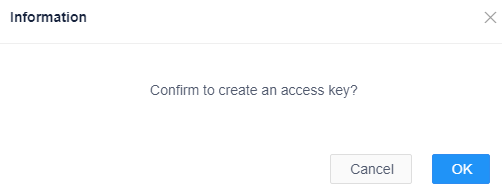 Information
Confirm to create an access key?
Cancel
OK